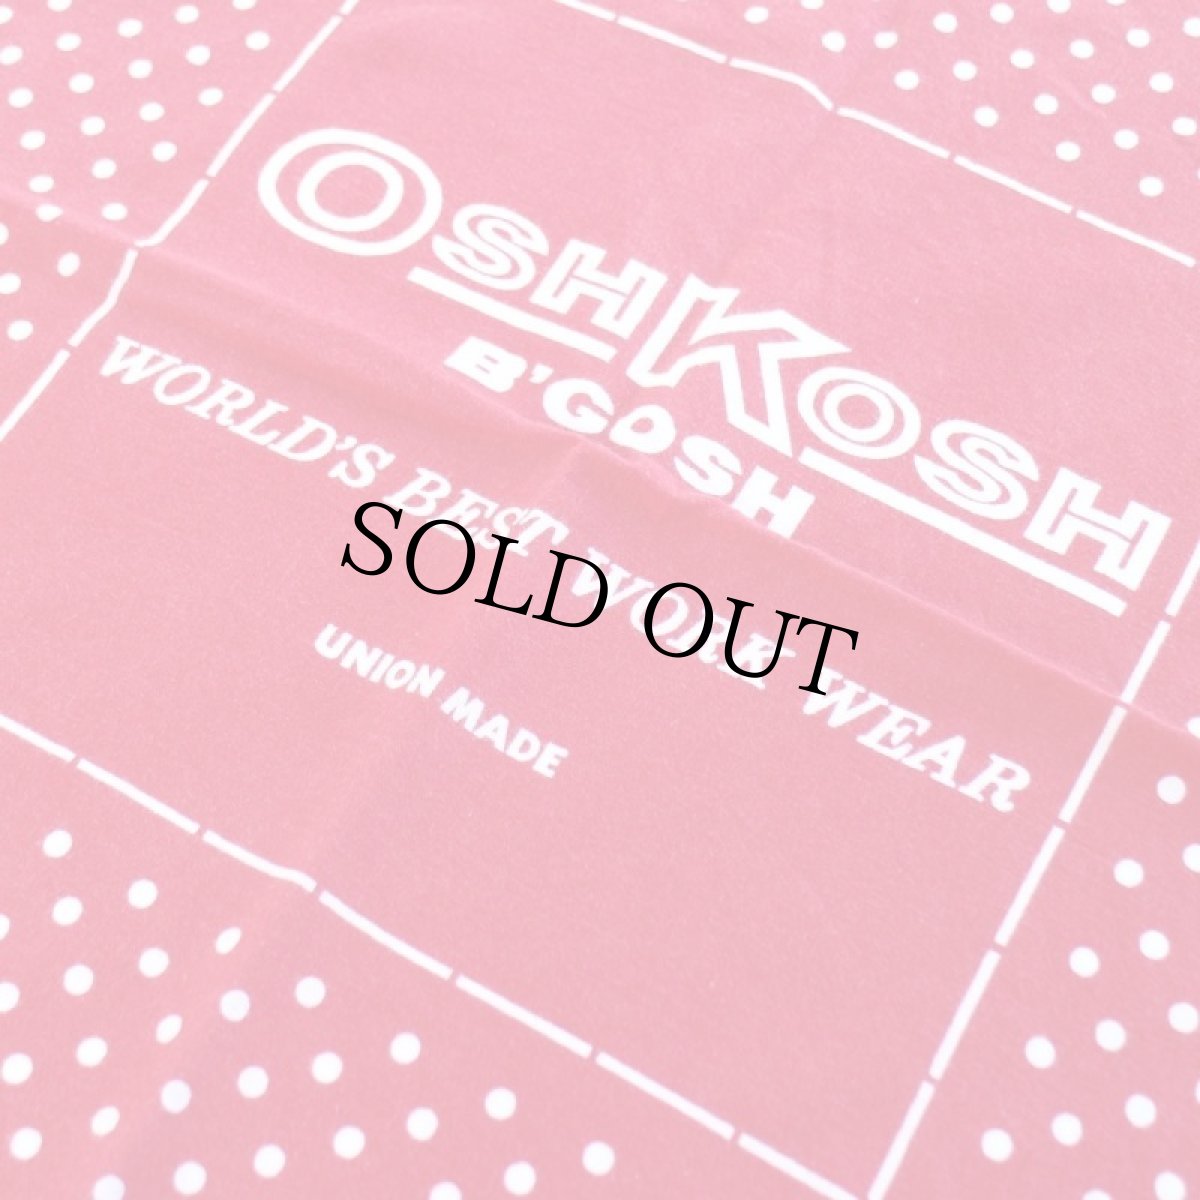 OSHKOSH
B'GOSH
WORLD'S BEST WORK WEAR
SOLD OUT
UNION MADE